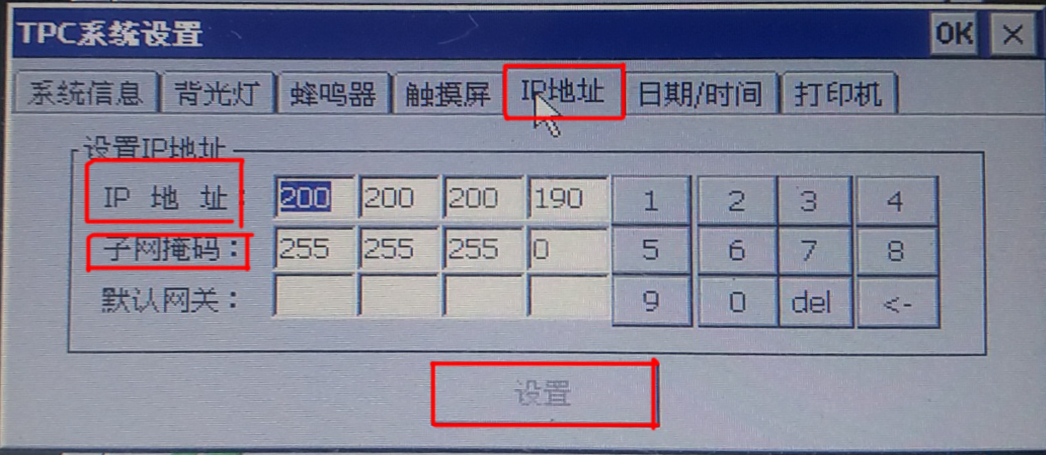 TPC系统设置 OK ×
系统信息 背光灯 蜂鸣器 触摸屏 IP地址 日期/时间 打印机
设置IP地址
IP 地 址： 200 200 200 190 1 2 3 4
子网掩码： 255 255 255 0 5 6 7 8
默认网关： 9 0 del <-
设置